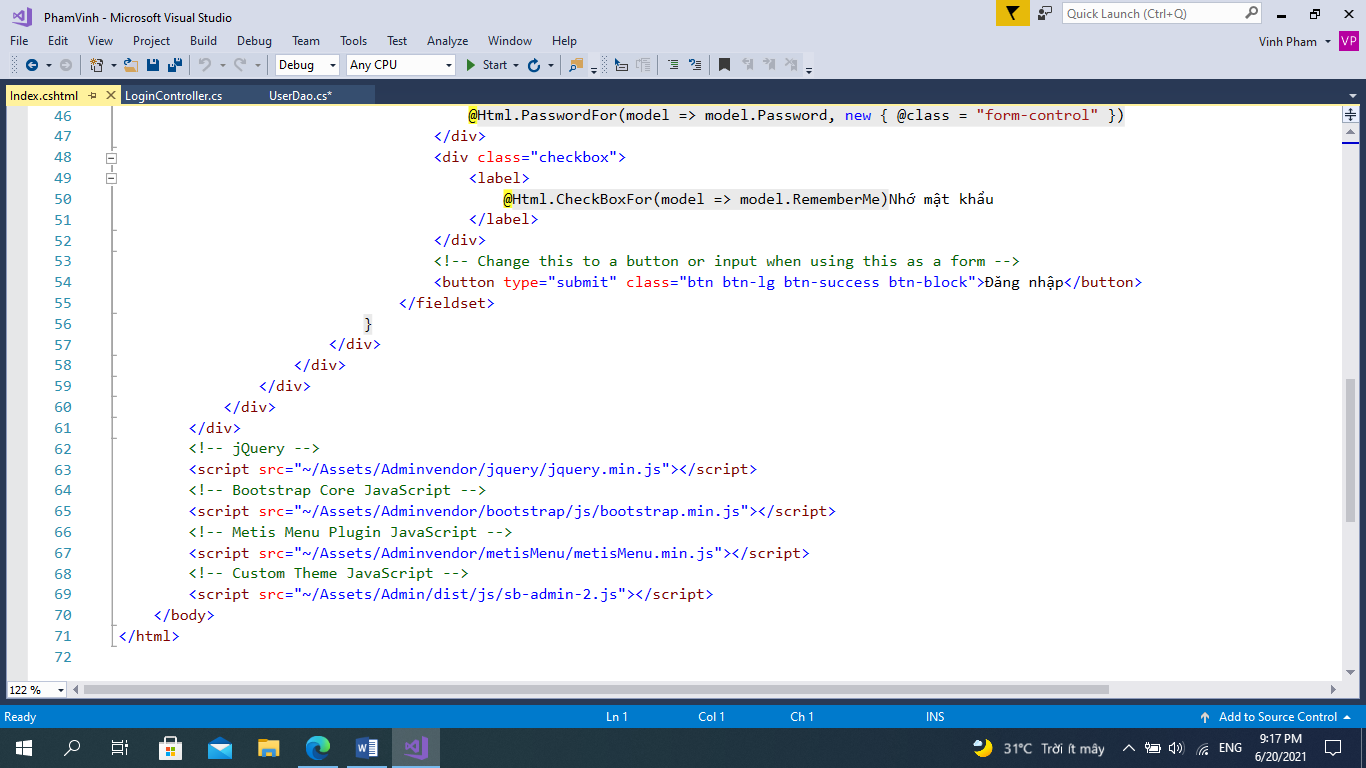 PhamVinh - Microsoft Visual Studio
Quick Launch (Ctrl+Q)
File Edit View Project Build Debug Team Tools Test Analyze Window Help
Vinh Pham VP
Debug Any CPU Start
Index.cshtml LoginController.cs UserDao.cs*
46 @Html.PasswordFor(model => model.Password, new { @class = "form-control" })
47 </div>
48 <div class="checkbox">
49 <label>
50 @Html.CheckBoxFor(model => model.RememberMe)Nhớ mật khẩu
51 </label>
52 </div>
53 <!-- Change this to a button or input when using this as a form -->
54 <button type="submit" class="btn btn-lg btn-success btn-block">Đăng nhập</button>
55 </fieldset>
56 }
57 </div>
58 </div>
59 </div>
60 </div>
61 </div>
62 <!-- jQuery -->
63 <script src="~/Assets/Adminvendor/jquery/jquery.min.js"></script>
64 <!-- Bootstrap Core JavaScript -->
65 <script src="~/Assets/Adminvendor/bootstrap/js/bootstrap.min.js"></script>
66 <!-- Metis Menu Plugin JavaScript -->
67 <script src="~/Assets/Adminvendor/metisMenu/metisMenu.min.js"></script>
68 <!-- Custom Theme JavaScript -->
69 <script src="~/Assets/Admin/dist/js/sb-admin-2.js"></script>
70 </body>
71 </html>
72
122 %
Ready Ln 1 Col 1 Ch 1 INS Add to Source Control
31°C Trời ít mây ENG 9:17 PM
6/20/2021